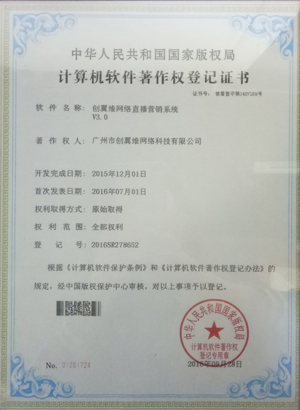 中华人民共和国国家版权局
计算机软件著作权登记证书
证书号：
软件名称： 创翼维网络直播营销系统
V3.0
著作权人： 广州市创翼维网络科技有限公司
开发完成日期： 2015年12月01日
首次发表日期： 2016年07月01日
权利取得方式： 原始取得
权利范围： 全部权利
登记号： 2016SR278652
根据《计算机软件保护条例》和《计算机软件著作权登记办法》的
规定，经中国版权保护中心审核，对以上事项予以登记。
中华人民共和国国家版权局
计算机软件著作权
登记专用章
No.